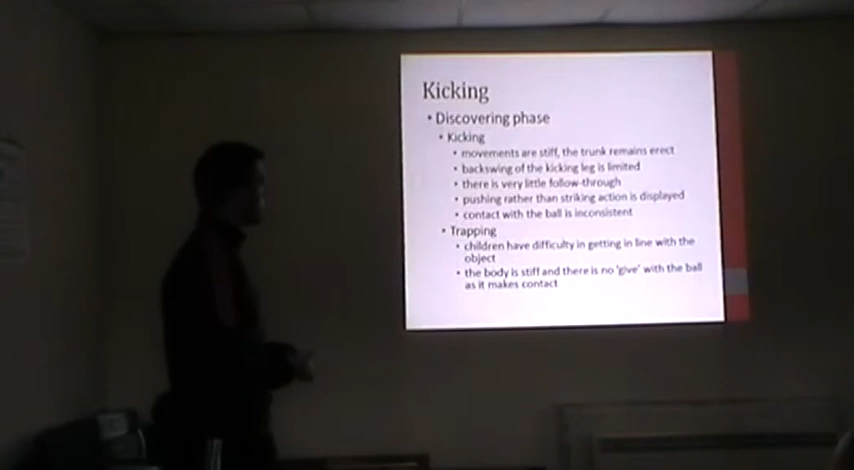 Kicking
• Discovering phase
• Kicking
• movements are stiff, the trunk remains erect
• backswing of the kicking leg is limited
• there is very little follow-through
• pushing rather than striking action is displayed
• contact with the ball is inconsistent
• Trapping
• children have difficulty in getting in line with the
object
• the body is stiff and there is no 'give' with the ball
as it makes contact